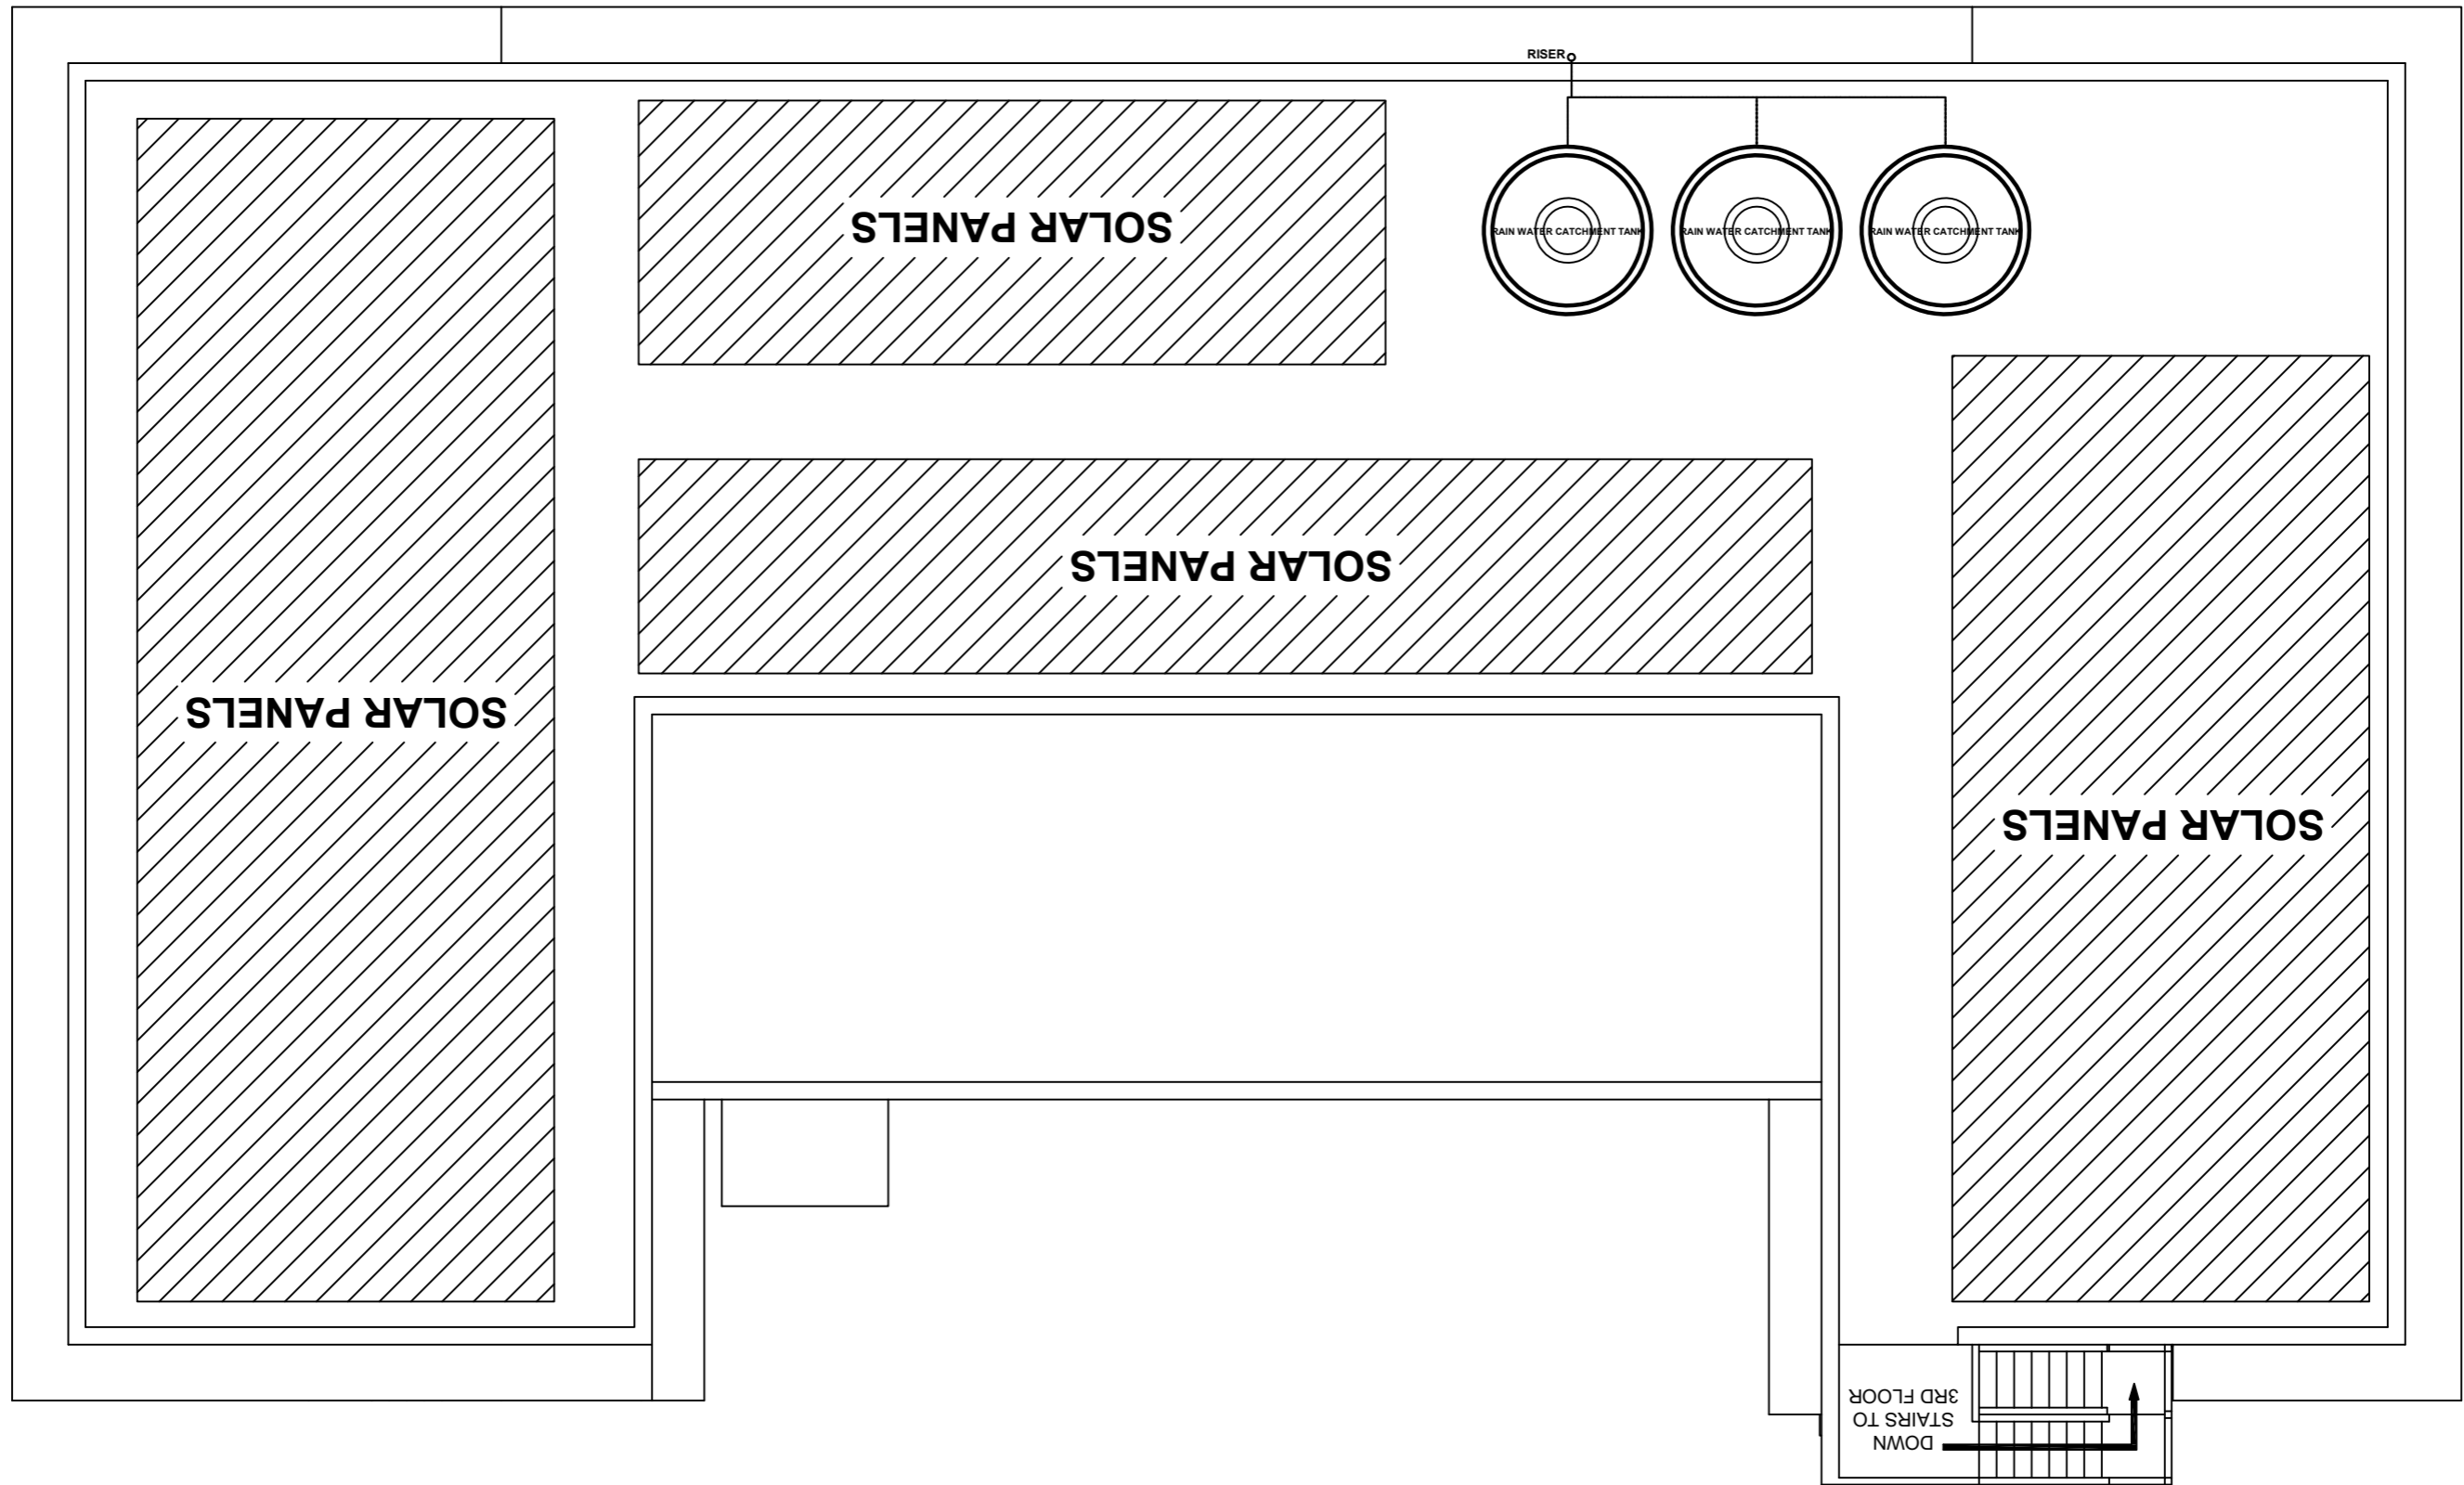 RISER
SOLAR PANELS
RAIN WATER CATCHMENT TANK
RAIN WATER CATCHMENT TANK
RAIN WATER CATCHMENT TANK
SOLAR PANELS
SOLAR PANELS
SOLAR PANELS
DOWN
STAIRS TO
3RD FLOOR